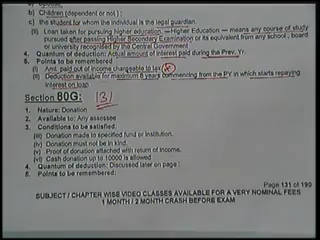 b) Children (dependent or not) ;
c) the student for whom the individual is the legal guardian.
(ii) Loan taken for pursuing higher education. —Higher Education — means any course of study
pursued after passing Higher Secondary Examination or its equivalent from any school ; board
or university recognised by the Central Government
4. Quantum of deduction: Actual amount of Interest paid during the Prev. Yr.
5. Points to remembered
(i) Amt. paid out of income chargeable to tax
(ii) Deduction available for maximum 8 years commencing from the PY in which starts repaying
interest on loan
Section 80G: 131
1. Nature: Donation
2. Available to: Any assessee
3. Conditions to be satisfied:
(iii) Donation made to specified fund or institution.
(iv) Donation must not be in kind.
(v) Proof of donation attached with return of income.
(vi) Cash donation up to 10000 is allowed
4. Quantum of deduction: Discussed later on page :
5. Points to be remembered:
Page 131 of 199
SUBJECT / CHAPTER WISE VIDEO CLASSES AVAILABLE FOR A VERY NOMINAL FEES
1 MONTH / 2 MONTH CRASH BEFORE EXAM